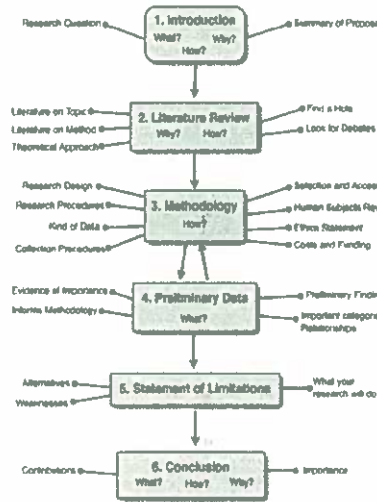 Research Question
1. Introduction
What? Why?
How?
Summary of Propos
Literature on Topic
Literature on Method
Theoretical Approach
2. Literature Review
Why? How?
Find a Hole
Look for Debates
Research Design
Research Procedures
Kind of Data
Collection Procedures
3. Methodology
How?
Selection and Acces
Human Subjects Rev
Ethics Statement
Costs and Funding
Evidence of Importance
Informs Methodology
4. Preliminary Data
What?
Preliminary Findin
Important categorie
Relationships
Alternatives
Weaknesses
5. Statement of Limitations
What your
research will do
Contributions
6. Conclusion
What? How? Why?
Importance